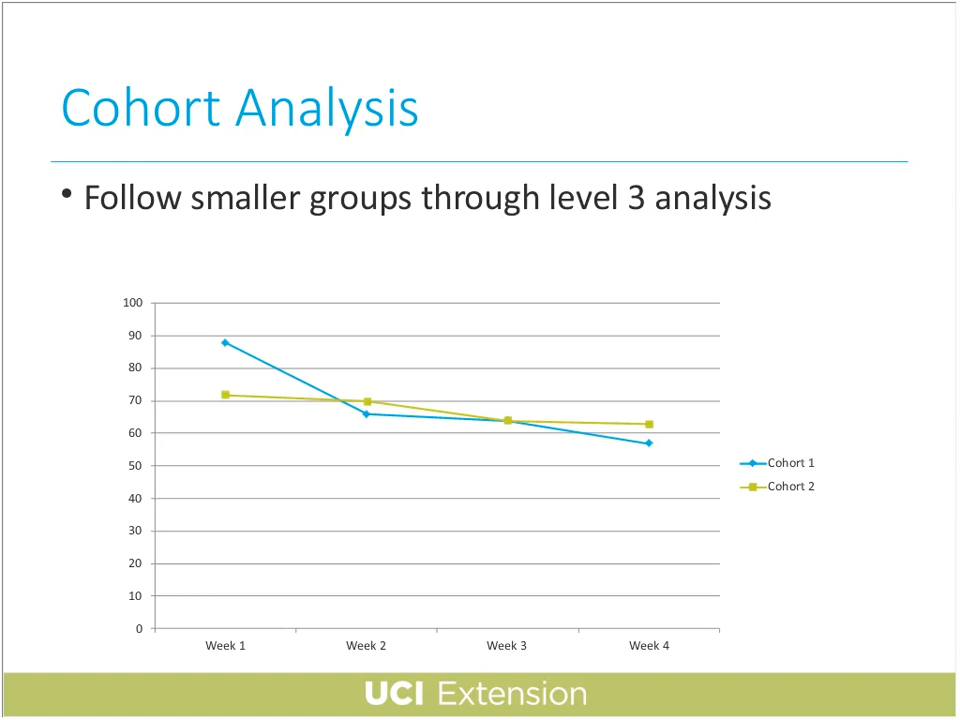 Cohort Analysis
• Follow smaller groups through level 3 analysis
100
90
80
70
60
50
40
30
20
10
0
Week 1 Week 2 Week 3 Week 4
Cohort 1
Cohort 2
UCI Extension